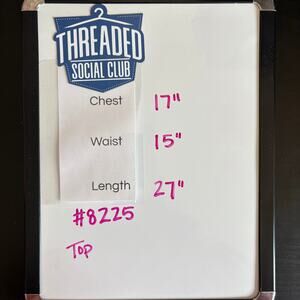 THREADED
SOCIAL CLUB
Chest 17"
Waist 15"
Length 27"
#8225
Top